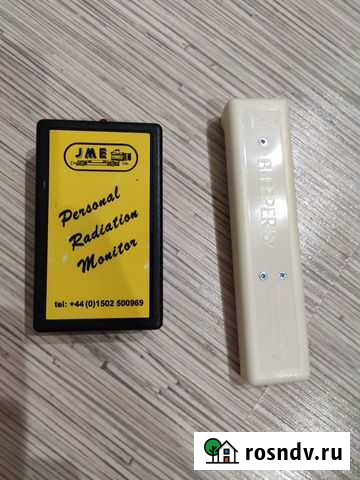 JME
Personal
Radiation
Monitor
tel: +44 (0)1502 500969
rosndv.ru